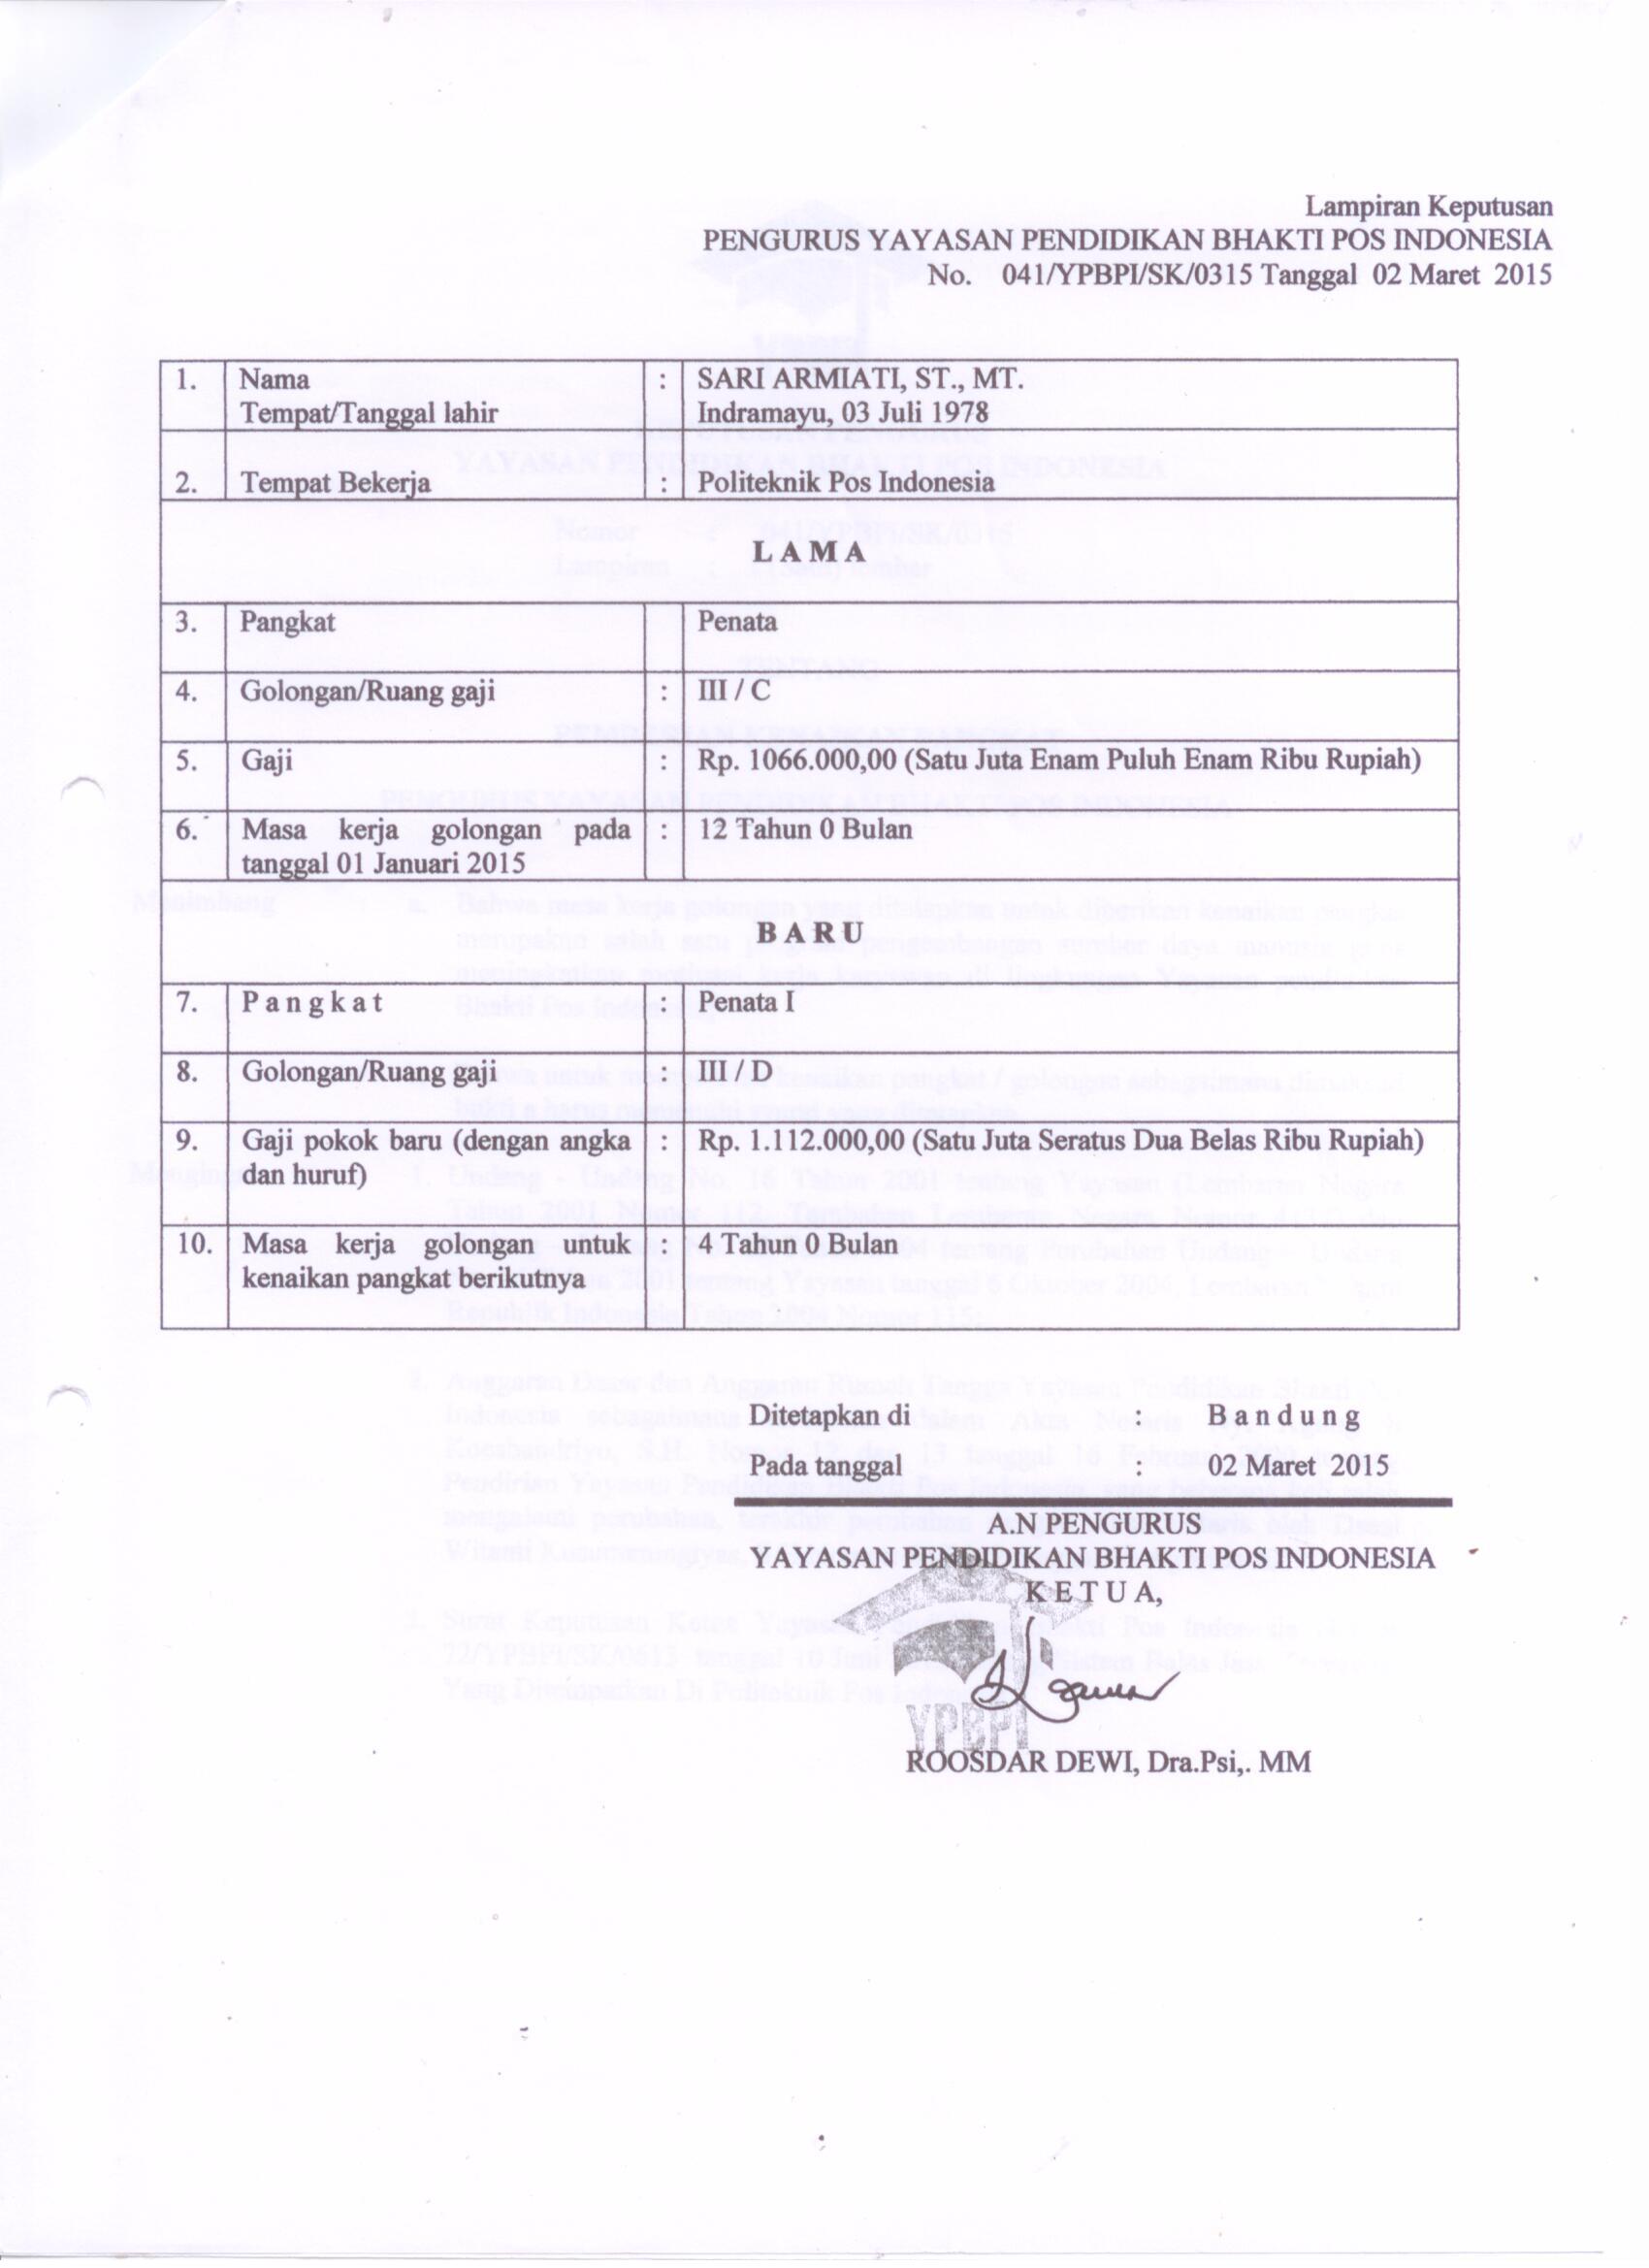 Lampiran Keputusan
PENGURUS YAYASAN PENDIDIKAN BHAKTI POS INDONESIA
No. 041/YPBPI/SK/0315 Tanggal 02 Maret 2015
1. Nama : SARI ARMIATI, ST., MT.
Tempat/Tanggal lahir Indramayu, 03 Juli 1978
2. Tempat Bekerja : Politeknik Pos Indonesia
L A M A
3. Pangkat Penata
4. Golongan/Ruang gaji : III / C
5. Gaji : Rp. 1066.000,00 (Satu Juta Enam Puluh Enam Ribu Rupiah)
6. Masa kerja golongan pada : 12 Tahun 0 Bulan
tanggal 01 Januari 2015
B A R U
7. P a n g k a t : Penata I
8. Golongan/Ruang gaji : III / D
9. Gaji pokok baru (dengan angka : Rp. 1.112.000,00 (Satu Juta Seratus Dua Belas Ribu Rupiah)
dan huruf)
10. Masa kerja golongan untuk : 4 Tahun 0 Bulan
kenaikan pangkat berikutnya
Ditetapkan di : B a n d u n g
Pada tanggal : 02 Maret 2015
A.N PENGURUS
YAYASAN PENDIDIKAN BHAKTI POS INDONESIA
K E T U A,
YPBPI
ROOSDAR DEWI, Dra.Psi,. MM